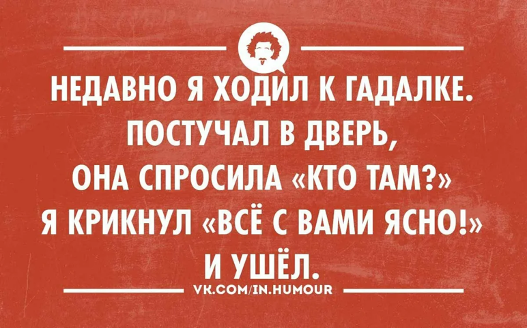 НЕДАВНО Я ХОДИЛ К ГАДАЛКЕ.
ПОСТУЧАЛ В ДВЕРЬ,
ОНА СПРОСИЛА «КТО ТАМ?»
Я КРИКНУЛ «ВСЁ С ВАМИ ЯСНО!»
И УШЁЛ.
VK.COM/IN.HUMOUR